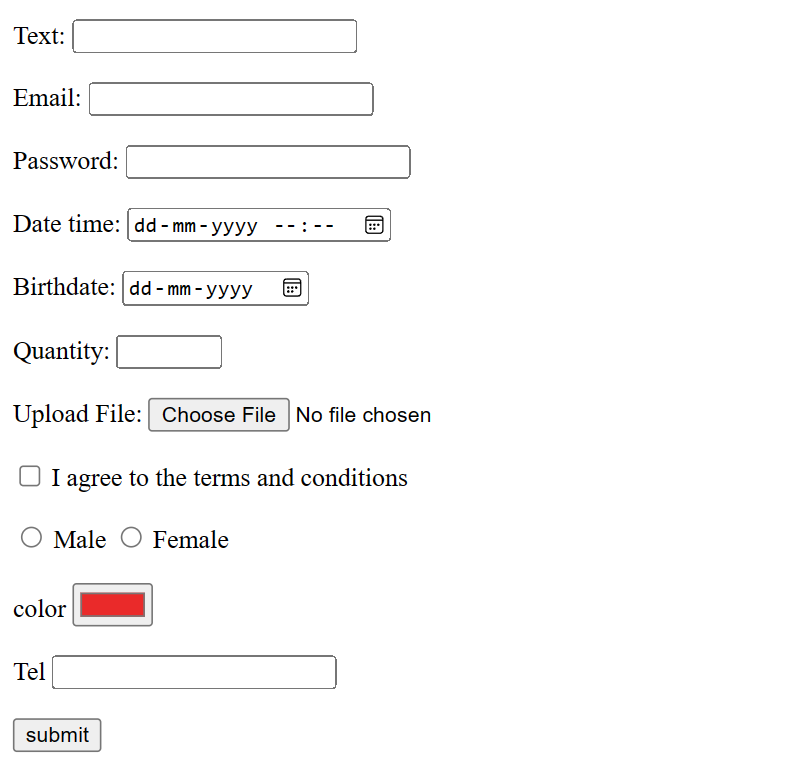 Text:
Email:
Password:
Date time: dd-mm-yyyy --:--
Birthdate: dd-mm-yyyy
Quantity:
Upload File: Choose File No file chosen
I agree to the terms and conditions
Male Female
color
Tel
submit